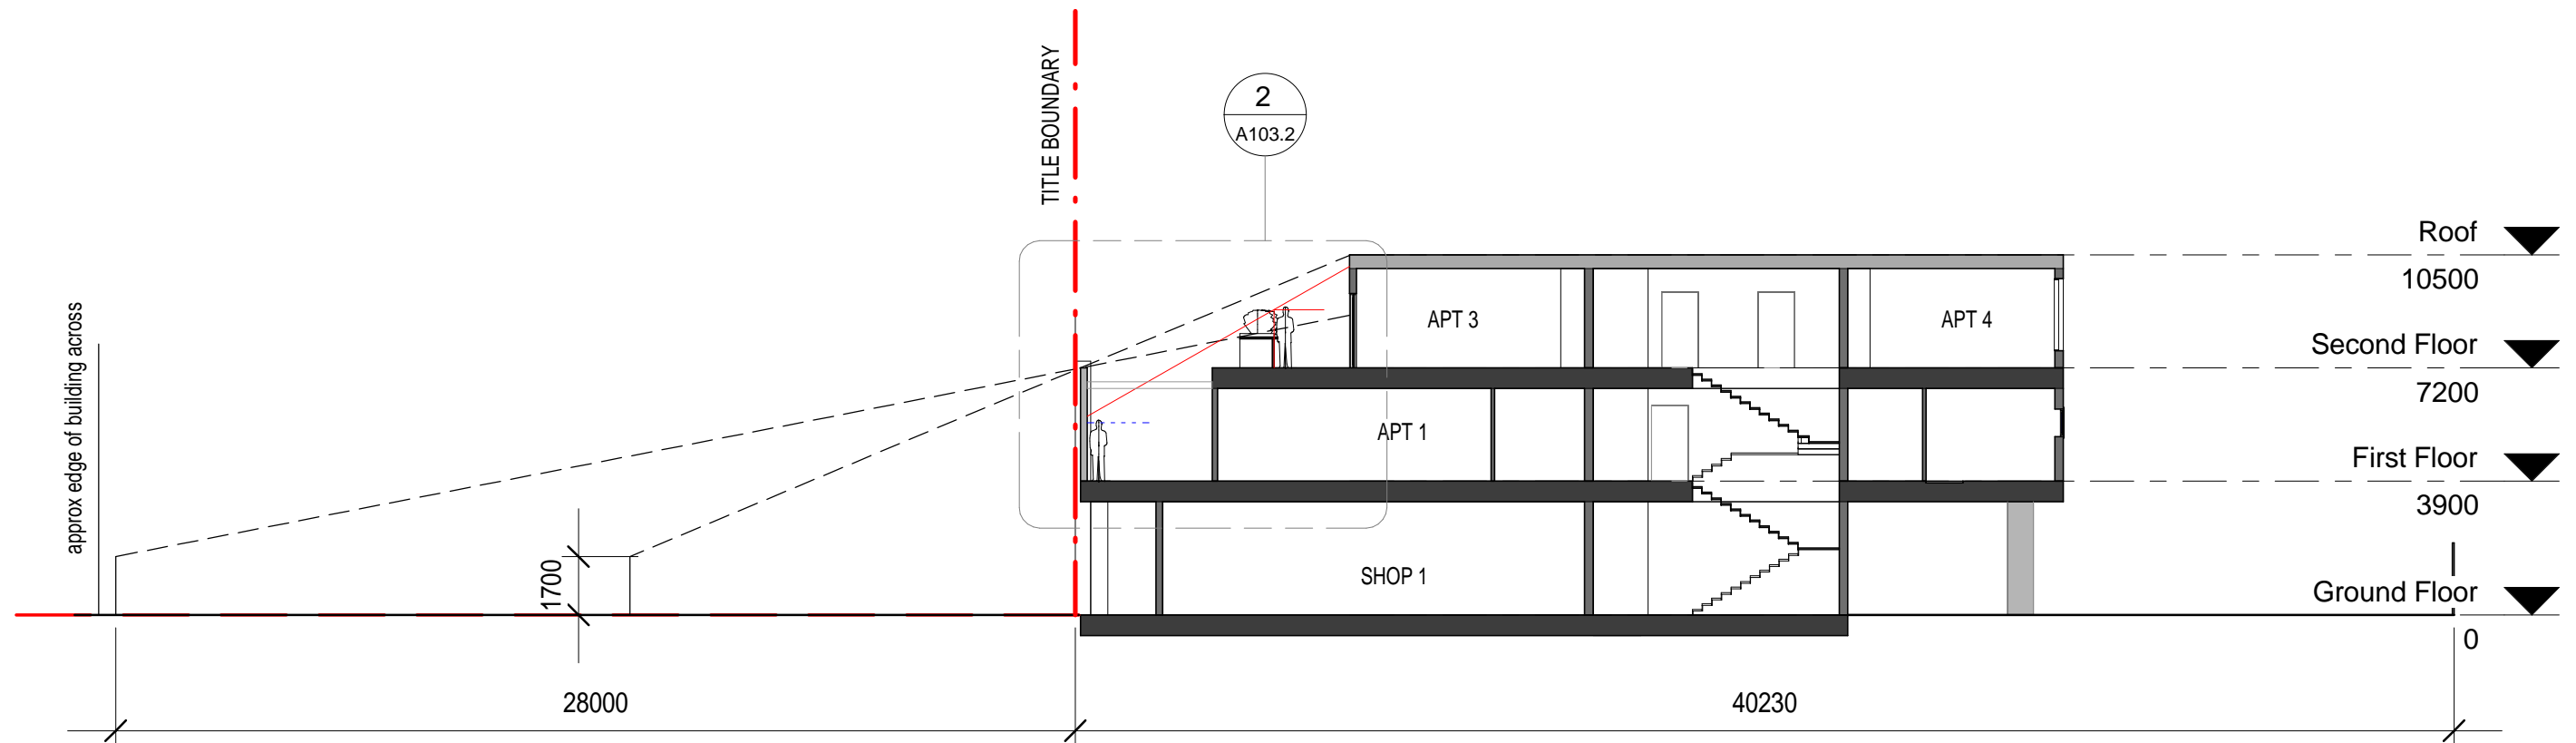 TITLE BOUNDARY
2
A103.2
approx edge of building across
Roof
10500
APT 3
APT 4
Second Floor
7200
APT 1
First Floor
3900
1700
SHOP 1
Ground Floor
0
28000
40230